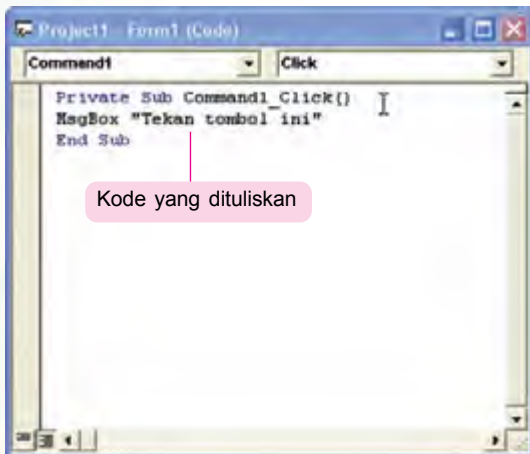 Project1 - Form1 (Code)
Command1 Click
Private Sub Command1_Click()
MsgBox "Tekan tombol ini"
End Sub
Kode yang dituliskan